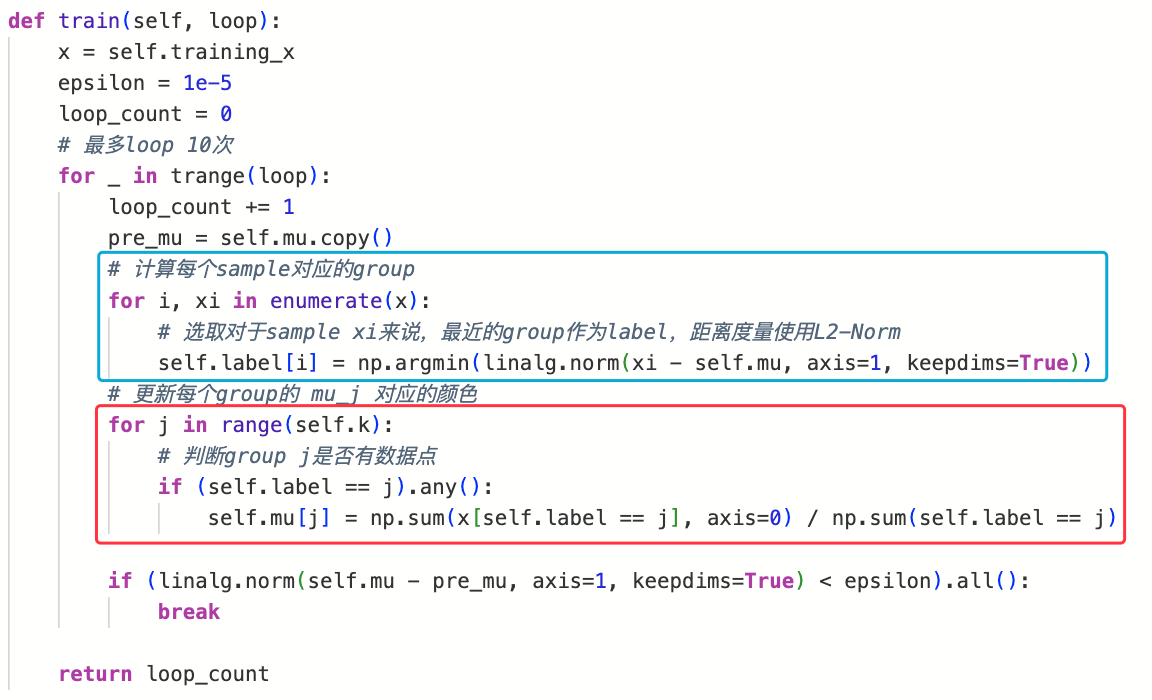 def train(self, loop):
    x = self.training_x
    epsilon = 1e-5
    loop_count = 0
    # 最多loop 10次
    for _ in trange(loop):
        loop_count += 1
        pre_mu = self.mu.copy()
        # 计算每个sample对应的group
        for i, xi in enumerate(x):
            # 选取对于sample xi来说，最近的group作为label，距离度量使用L2-Norm
            self.label[i] = np.argmin(linalg.norm(xi - self.mu, axis=1, keepdims=True))
        # 更新每个group的 mu_j 对应的颜色
        for j in range(self.k):
            # 判断group j是否有数据点
            if (self.label == j).any():
                self.mu[j] = np.sum(x[self.label == j], axis=0) / np.sum(self.label == j)
        if (linalg.norm(self.mu - pre_mu, axis=1, keepdims=True) < epsilon).all():
            break
    return loop_count